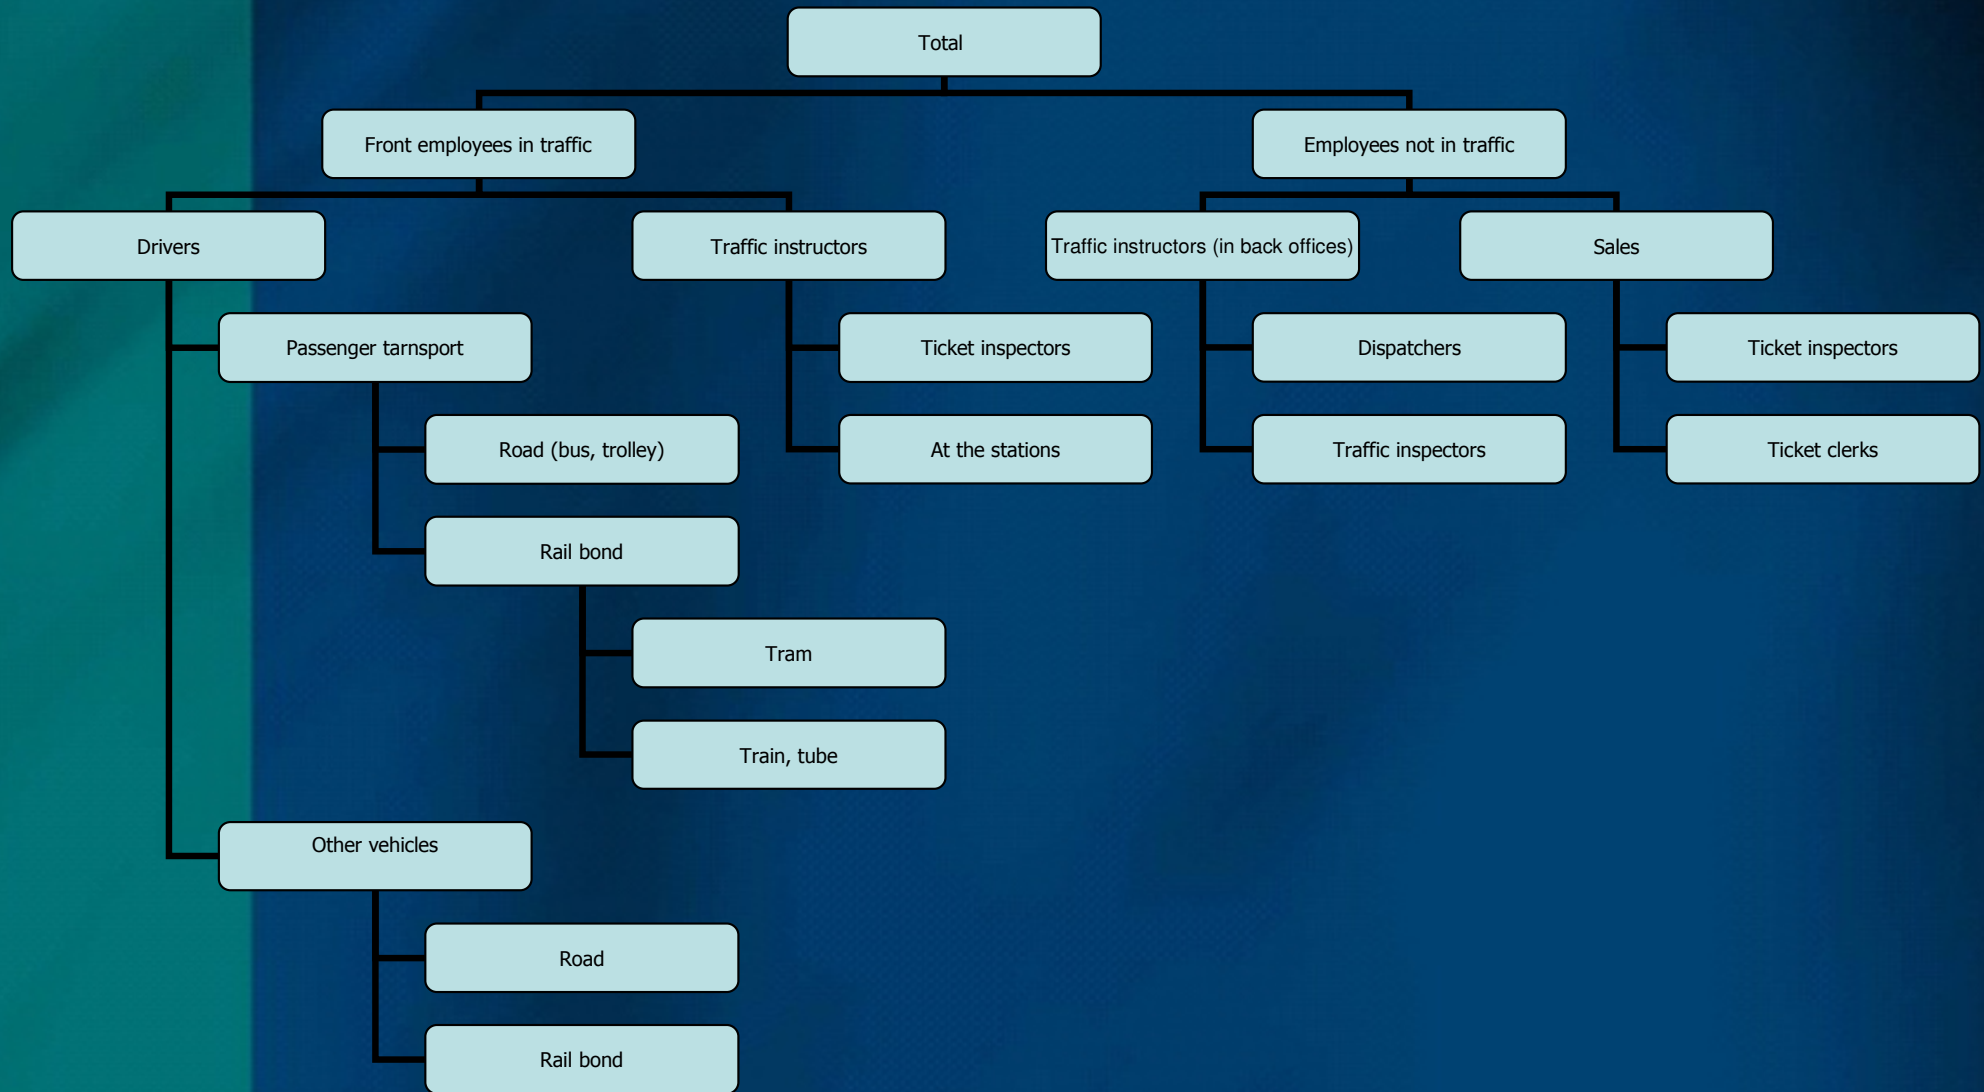 Total
Front employees in traffic
Employees not in traffic
Drivers
Traffic instructors
Traffic instructors (in back offices)
Sales
Passenger tarnsport
Ticket inspectors
Dispatchers
Ticket inspectors
Road (bus, trolley)
At the stations
Traffic inspectors
Ticket clerks
Rail bond
Tram
Train, tube
Other vehicles
Road
Rail bond